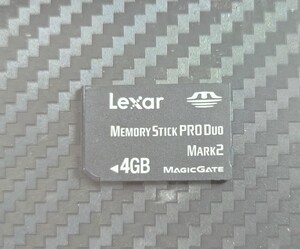 Lexar
MEMORY STICK PRO DUO
MARK2
4GB MAGICGATE